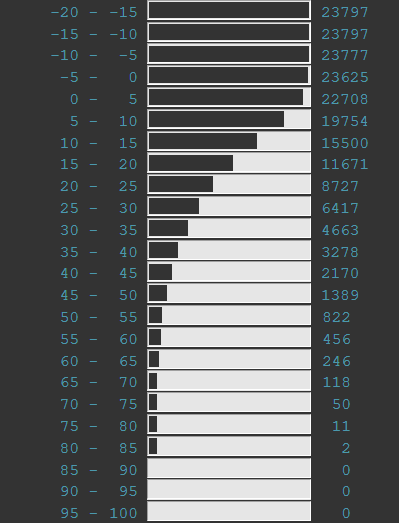 -20 - -15 23797
-15 - -10 23797
-10 - -5 23777
-5 - 0 23625
0 - 5 22708
5 - 10 19754
10 - 15 15500
15 - 20 11671
20 - 25 8727
25 - 30 6417
30 - 35 4663
35 - 40 3278
40 - 45 2170
45 - 50 1389
50 - 55 822
55 - 60 456
60 - 65 246
65 - 70 118
70 - 75 50
75 - 80 11
80 - 85 2
85 - 90 0
90 - 95 0
95 - 100 0